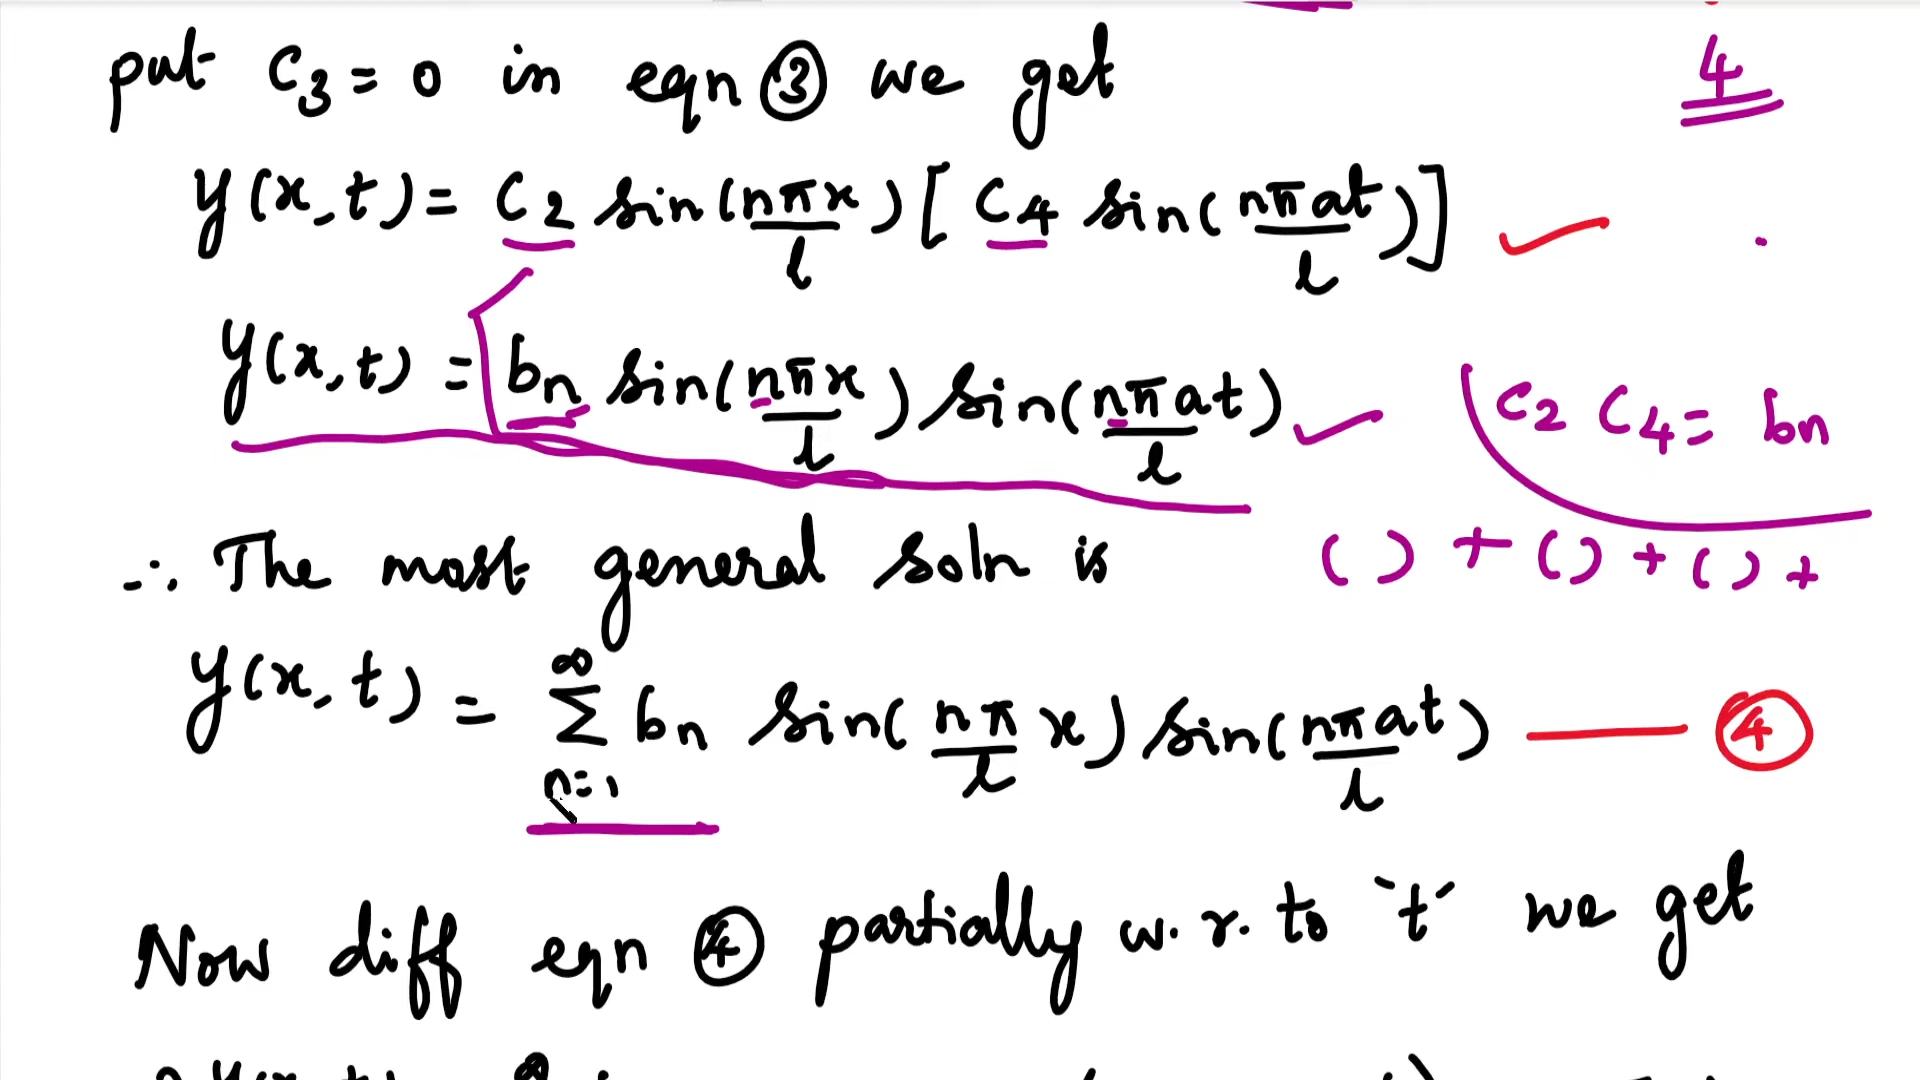 put C3 = 0 in eqn ③ we get
4
y(x,t) = C2 sin(nπx/l) [C4 sin(nπat/l)]
y(x,t) = bn sin(nπx/l) sin(nπat/l)
C2 C4 = bn
∴ The most general soln is
( ) + ( ) + ( ) +
y(x,t) = ∞ Σ n=1 bn sin(nπ/l x) sin(nπat/l) —— ④
Now diff eqn ④ partially w.r. to 't' we get